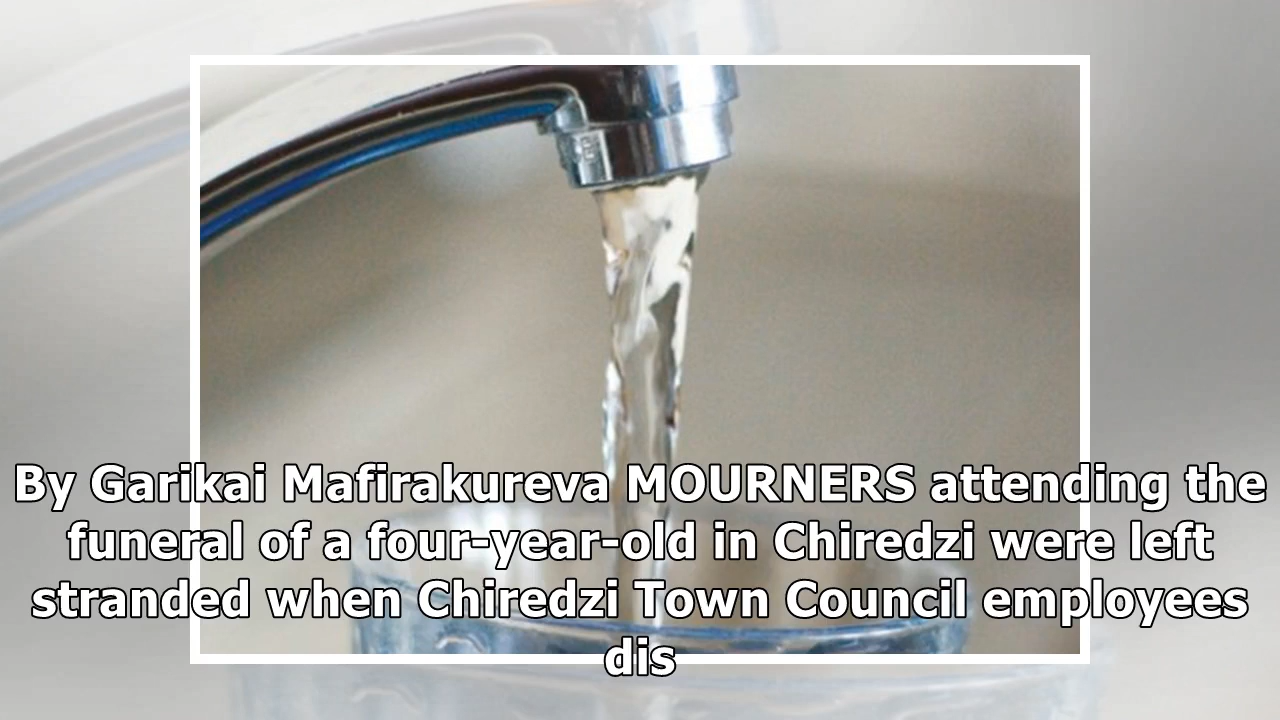 By Garikai Mafirakureva MOURNERS attending the
funeral of a four-year-old in Chiredzi were left
stranded when Chiredzi Town Council employees
dis